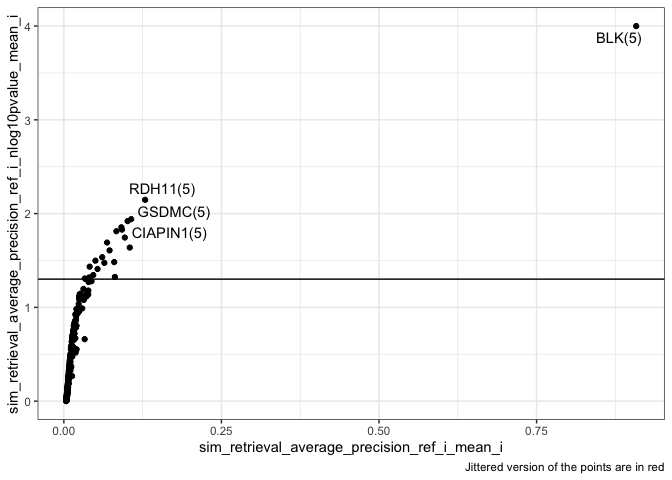 4
BLK(5)
3
RDH11(5)
2
GSDMC(5)
CIAPIN1(5)
1
0
sim_retrieval_average_precision_ref_i_nlog10pvalue_mean_i
0.00
0.25
0.50
0.75
sim_retrieval_average_precision_ref_i_mean_i
Jittered version of the points are in red